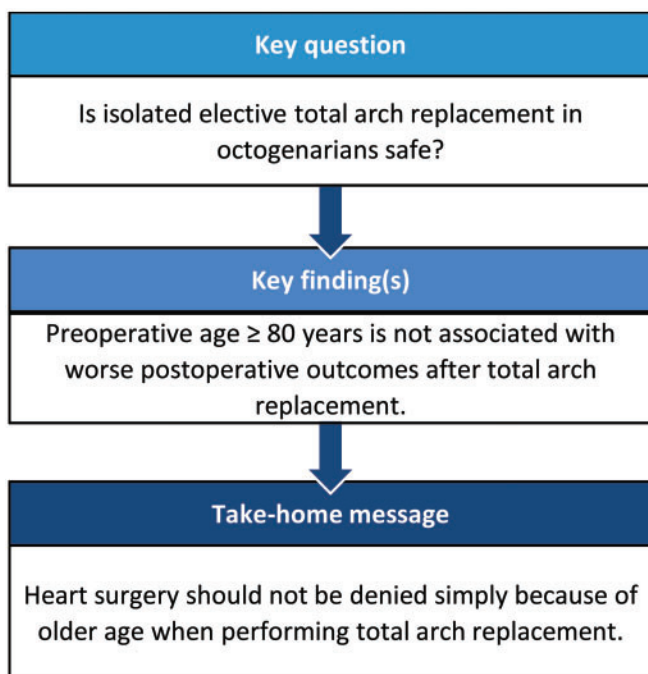 Key question
Is isolated elective total arch replacement in
octogenarians safe?
Key finding(s)
Preoperative age ≥ 80 years is not associated with
worse postoperative outcomes after total arch
replacement.
Take-home message
Heart surgery should not be denied simply because of
older age when performing total arch replacement.